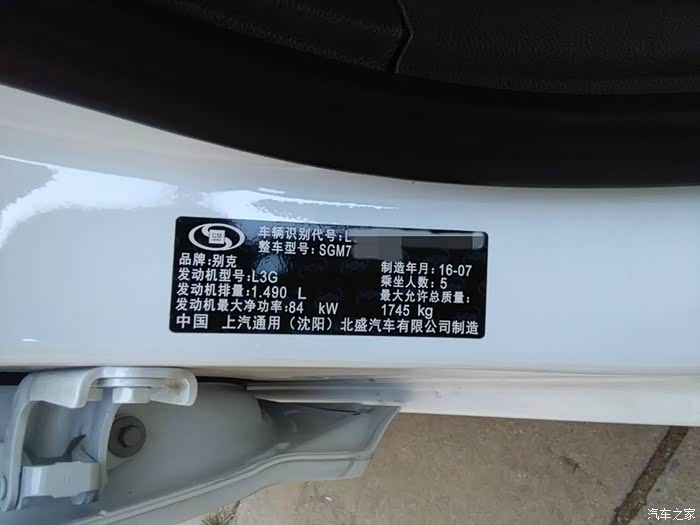 GM
车辆识别代号:L
整车型号:SGM7
品牌:别克
制造年月:16-07
发动机型号:L3G
乘坐人数:5
发动机排量:1.490 L
最大允许总质量:
发动机最大净功率:84 kW
1745 kg
中国 上汽通用(沈阳)北盛汽车有限公司制造
汽车之家